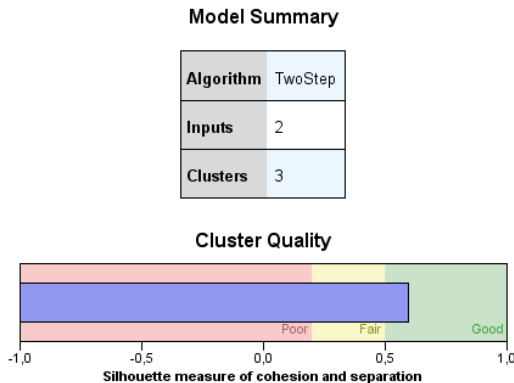 Model Summary
Algorithm TwoStep
Inputs 2
Clusters 3
Cluster Quality
Poor Fair Good
-1,0 -0,5 0,0 0,5 1,0
Silhouette measure of cohesion and separation